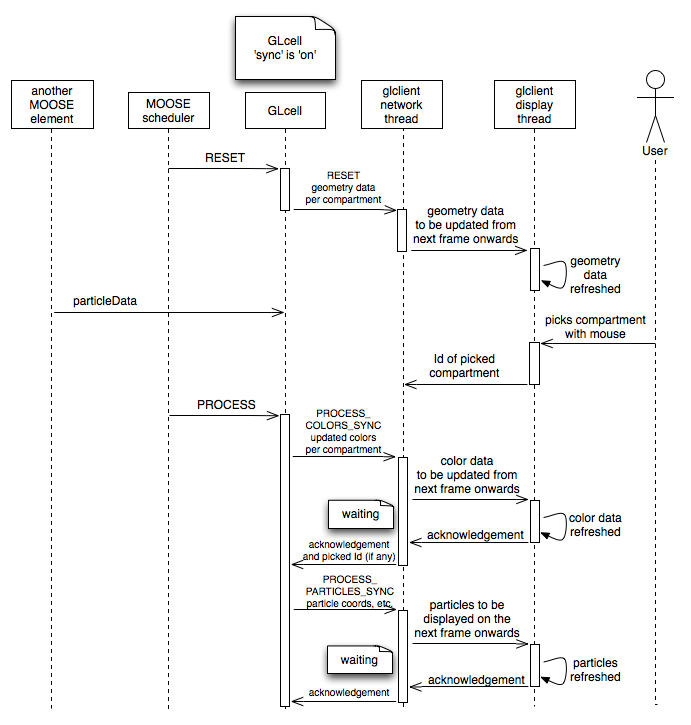 GLcell
'sync' is 'on'
another
MOOSE
element
MOOSE
scheduler
GLcell
glclient
network
thread
glclient
display
thread
User
RESET
RESET
geometry data
per compartment
geometry data
to be updated from
next frame onwards
geometry
data
refreshed
particleData
picks compartment
with mouse
Id of picked
compartment
PROCESS
PROCESS_
COLORS_SYNC
updated colors
per compartment
color data
to be updated from
next frame onwards
waiting
color data
refreshed
acknowledgement
acknowledgement
and picked Id (if any)
PROCESS_
PARTICLES_SYNC
particle coords, etc.
particles to be
displayed on the
next frame onwards
waiting
particles
refreshed
acknowledgement
acknowledgement